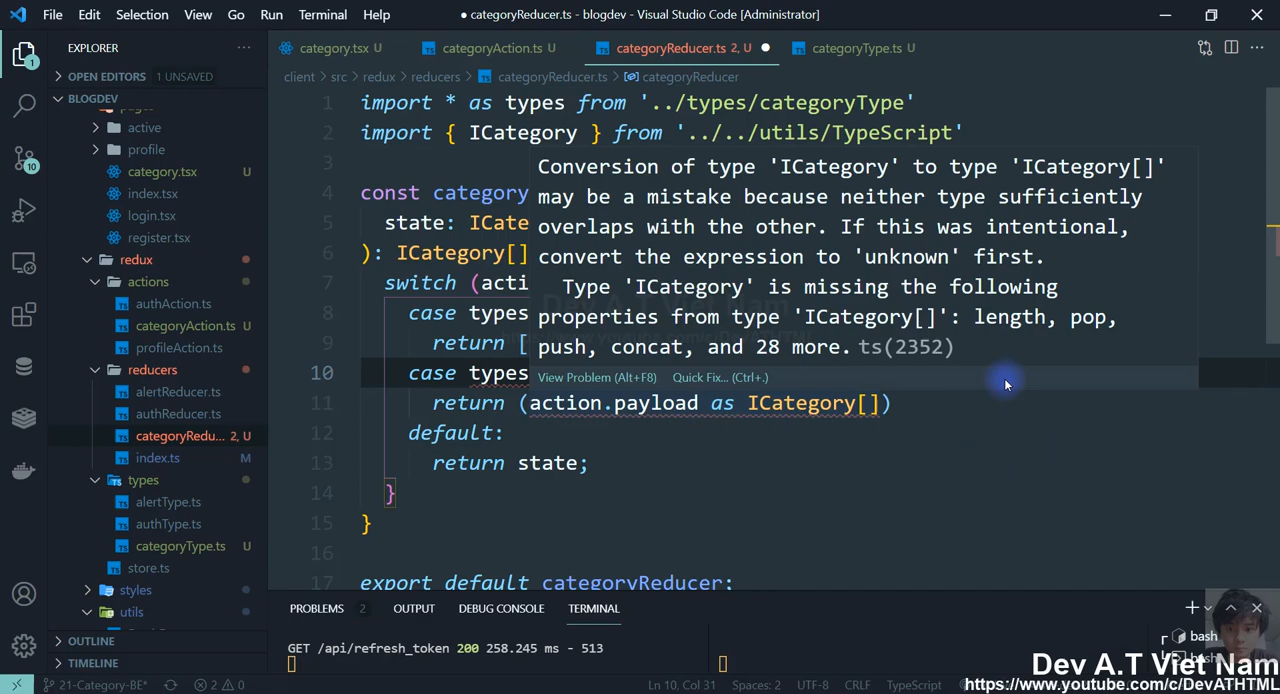 File Edit Selection View Go Run Terminal Help
● categoryReducer.ts - blogdev - Visual Studio Code [Administrator]
EXPLORER
category.tsx U
categoryAction.ts U
categoryReducer.ts 2, U ●
categoryType.ts U
OPEN EDITORS 1 UNSAVED
client > src > redux > reducers > categoryReducer.ts > categoryReducer
BLOGDEV
pages
active
profile
category.tsx U
index.tsx
login.tsx
register.tsx
redux
actions
authAction.ts
categoryAction.ts U
profileAction.ts
reducers
alertReducer.ts
authReducer.ts
categoryRedu... 2, U
index.ts M
types
alertType.ts
authType.ts
categoryType.ts U
store.ts
styles
utils
OUTLINE
TIMELINE
1 import * as types from '../types/categoryType'
2 import { ICategory } from '../../utils/TypeScript'
3
4 const category
5 state: ICate
6 ): ICategory[]
7 switch (acti
8 case types
9 return [
10 case types
11 return (action.payload as ICategory[])
12 default:
13 return state;
14 }
15 }
16
17 export default categoryReducer;
Conversion of type 'ICategory' to type 'ICategory[]'
may be a mistake because neither type sufficiently
overlaps with the other. If this was intentional,
convert the expression to 'unknown' first.
Type 'ICategory' is missing the following
properties from type 'ICategory[]': length, pop,
push, concat, and 28 more. ts(2352)
View Problem (Alt+F8) Quick Fix... (Ctrl+.)
Dev A.T Viet Nam
PROBLEMS 2 OUTPUT DEBUG CONSOLE TERMINAL
GET /api/refresh_token 200 258.245 ms - 513
bash
bash
Dev A.T Viet Nam
https://www.youtube.com/c/DevATHTML
21-Category-BE* 2 0
Ln 10, Col 31 Spaces: 2 UTF-8 CRLF TypeScript